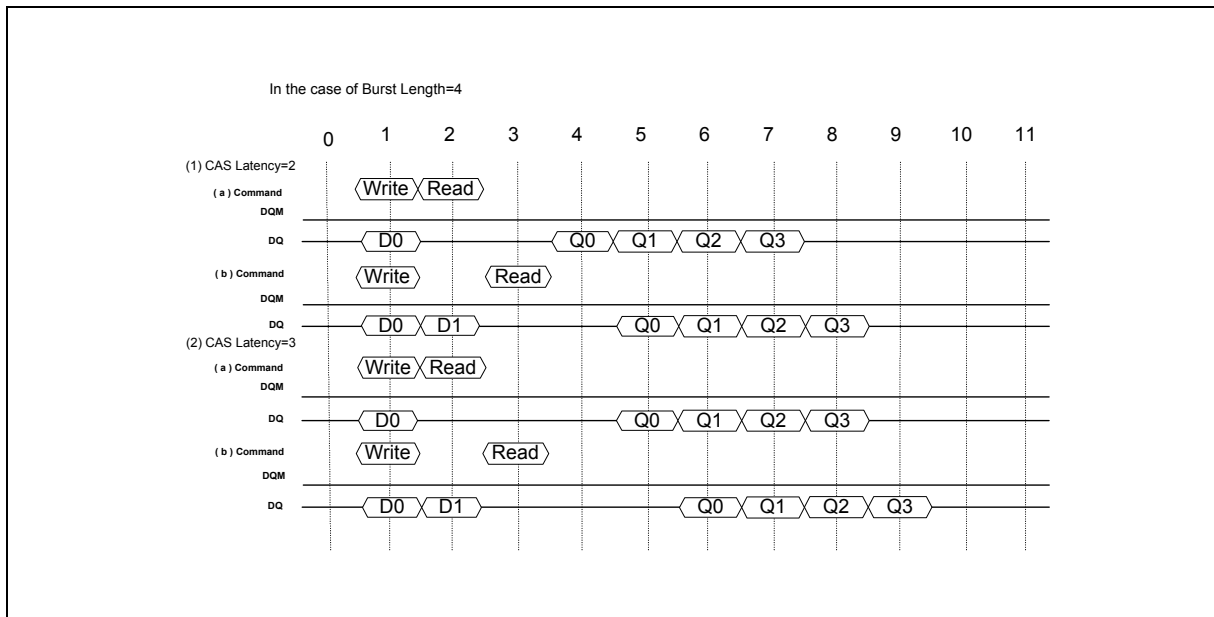 In the case of Burst Length=4
0 1 2 3 4 5 6 7 8 9 10 11
(1) CAS Latency=2
( a ) Command Write Read
DQM
DQ D0 Q0 Q1 Q2 Q3
( b ) Command Write Read
DQM
DQ D0 D1 Q0 Q1 Q2 Q3
(2) CAS Latency=3
( a ) Command Write Read
DQM
DQ D0 Q0 Q1 Q2 Q3
( b ) Command Write Read
DQM
DQ D0 D1 Q0 Q1 Q2 Q3